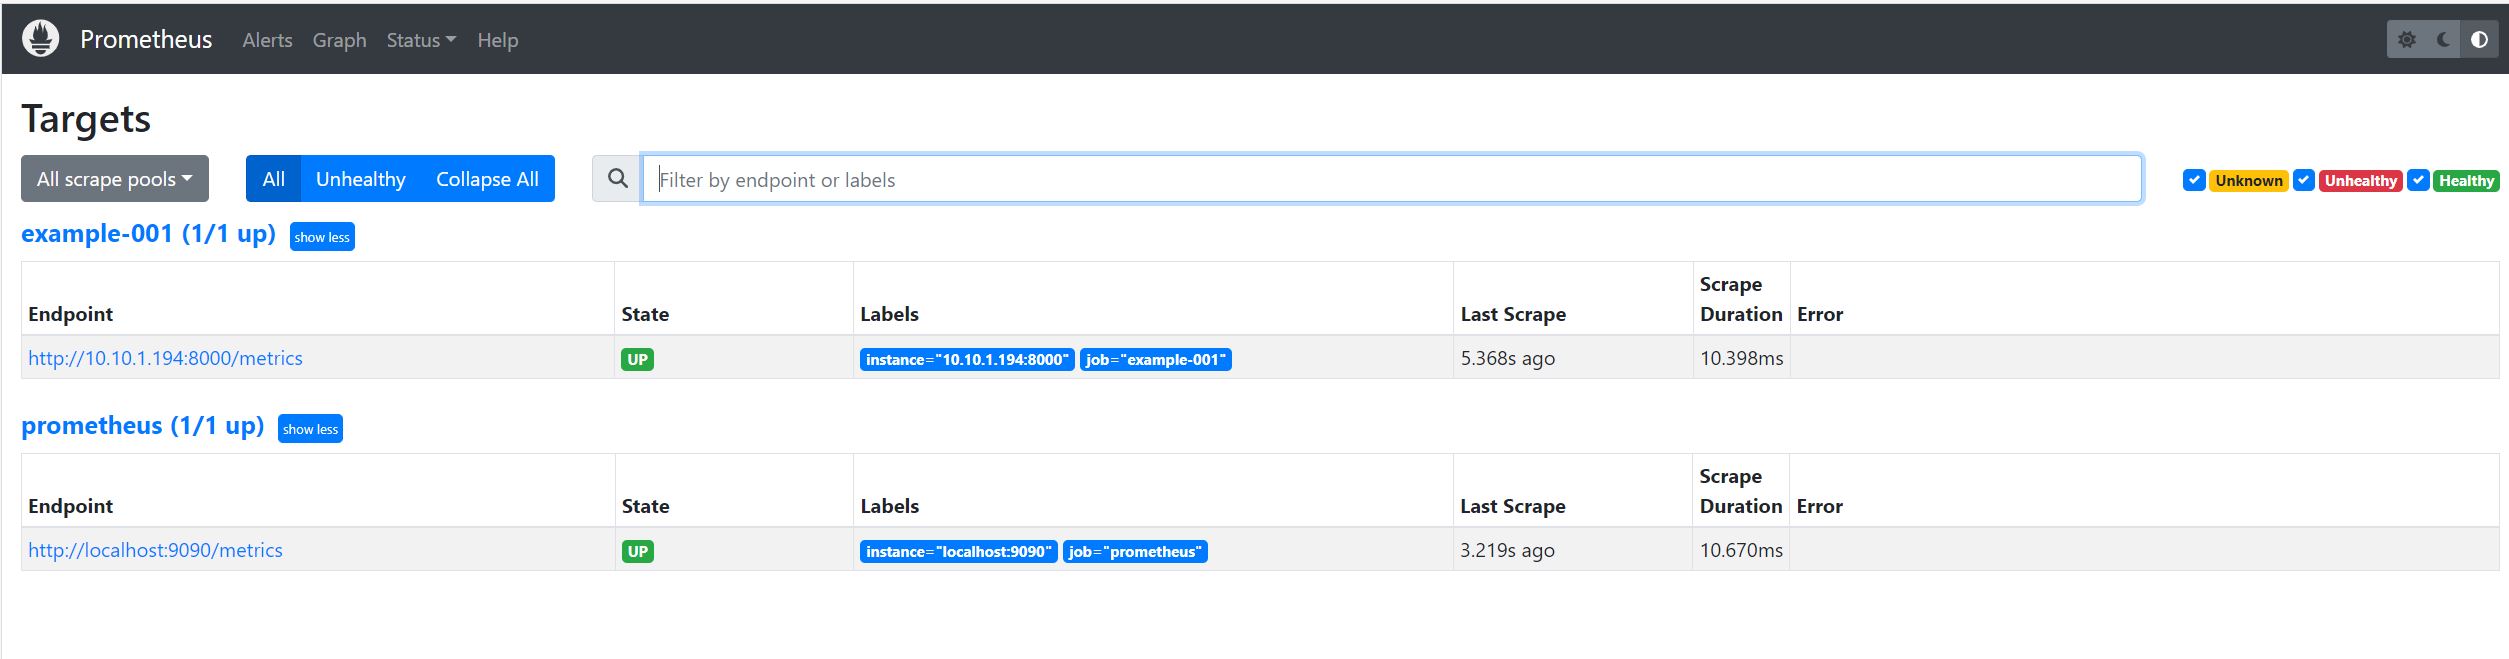 Prometheus Alerts Graph Status Help
Targets
All scrape pools All Unhealthy Collapse All Filter by endpoint or labels Unknown Unhealthy Healthy
example-001 (1/1 up) show less
Endpoint State Labels Last Scrape Scrape Duration Error
http://10.10.1.194:8000/metrics UP instance="10.10.1.194:8000" job="example-001" 5.368s ago 10.398ms
prometheus (1/1 up) show less
Endpoint State Labels Last Scrape Scrape Duration Error
http://localhost:9090/metrics UP instance="localhost:9090" job="prometheus" 3.219s ago 10.670ms